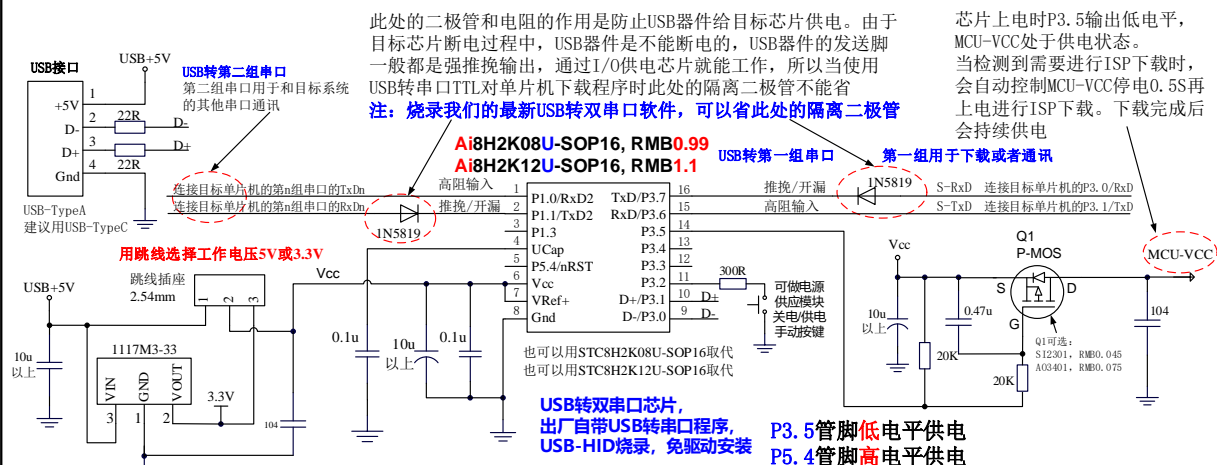 此处的二极管和电阻的作用是防止USB器件给目标芯片供电。由于
目标芯片断电过程中，USB器件是不能断电的，USB器件的发送脚
一般都是强推挽输出，通过I/O供电芯片就能工作，所以当使用
USB转串口TTL对单片机下载程序时此处的隔离二极管不能省
注：烧录我们的最新USB转双串口软件，可以省此处的隔离二极管
芯片上电时P3.5输出低电平，
MCU-VCC处于供电状态。
当检测到需要进行ISP下载时，
会自动控制MCU-VCC停电0.5S再
上电进行ISP下载。下载完成后
会持续供电
USB接口
USB+5V
+5V
1
D-
2
22R
D-
D+
3
22R
D+
Gnd
4
USB-TypeA
建议用USB-TypeC
USB转第二组串口
第二组串口用于和目标系统
的其他串口通讯
Ai8H2K08U-SOP16, RMB0.99
Ai8H2K12U-SOP16, RMB1.1
USB转第一组串口
第一组用于下载或者通讯
连接目标单片机的第n组串口的TxDn
高阻输入
连接目标单片机的第n组串口的RxDn
推挽/开漏
1N5819
1 P1.0/RxD2
2 P1.1/TxD2
3 P1.3
4 UCap
5 P5.4/nRST
6 Vcc
7 VRef+
8 Gnd
TxD/P3.7 16
RxD/P3.6 15
P3.5 14
P3.4 13
P3.3 12
P3.2 11
D+/P3.1 10 D+
D-/P3.0 9 D-
推挽/开漏
1N5819
S-RxD 连接目标单片机的P3.0/RxD
高阻输入
S-TxD 连接目标单片机的P3.1/TxD
300R
可做电源
供应模块
关电/供电
手动按键
用跳线选择工作电压5V或3.3V
跳线插座
2.54mm
USB+5V
1 2 3
Vcc
10u
以上
1117M3-33
VIN
GND
VOUT
3
1
2
3.3V
104
0.1u
10u
以上
0.1u
也可以用STC8H2K08U-SOP16取代
也可以用STC8H2K12U-SOP16取代
USB转双串口芯片，
出厂自带USB转串口程序，
USB-HID烧录，免驱动安装
Vcc
10u
以上
0.47u
20K
20K
Q1
P-MOS
S
D
G
Q1可选：
SI2301, RMB0.045
AO3401, RMB0.075
MCU-VCC
104
P3.5管脚低电平供电
P5.4管脚高电平供电